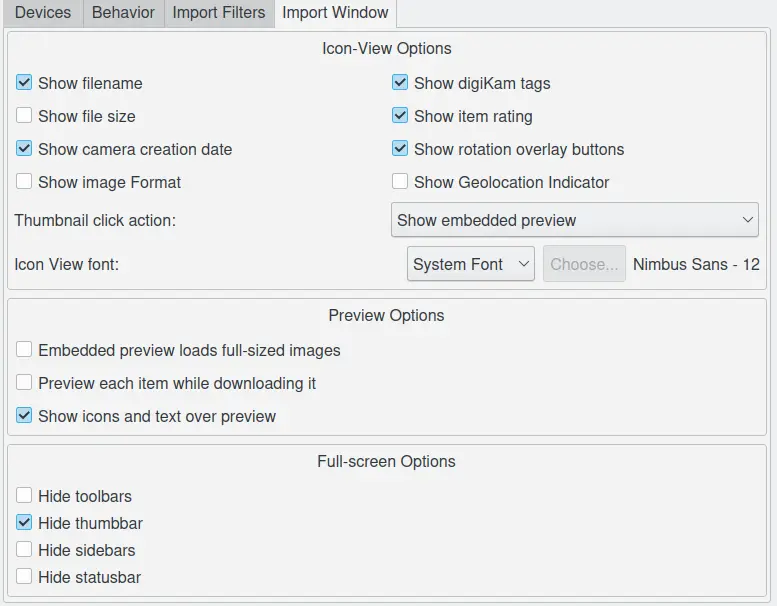 Devices Behavior Import Filters Import Window
Icon-View Options
Show filename Show digiKam tags
Show file size Show item rating
Show camera creation date Show rotation overlay buttons
Show image Format Show Geolocation Indicator
Thumbnail click action: Show embedded preview
Icon View font: System Font Choose... Nimbus Sans - 12
Preview Options
Embedded preview loads full-sized images
Preview each item while downloading it
Show icons and text over preview
Full-screen Options
Hide toolbars
Hide thumbbar
Hide sidebars
Hide statusbar